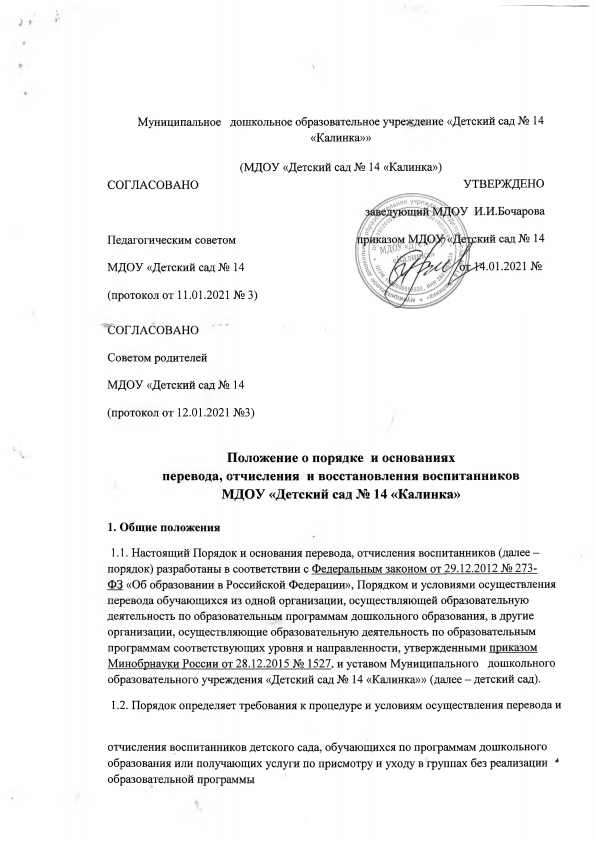 Муниципальное дошкольное образовательное учреждение «Детский сад № 14
«Калинка»»
(МДОУ «Детский сад № 14 «Калинка»)
СОГЛАСОВАНО УТВЕРЖДЕНО
заведующий МДОУ И.И.Бочарова
Педагогическим советом приказом МДОУ «Детский сад № 14
МДОУ «Детский сад № 14 от 14.01.2021 №
(протокол от 11.01.2021 № 3)
СОГЛАСОВАНО
Советом родителей
МДОУ «Детский сад № 14
(протокол от 12.01.2021 №3)
Положение о порядке и основаниях
перевода, отчисления и восстановления воспитанников
МДОУ «Детский сад № 14 «Калинка»
1. Общие положения
1.1. Настоящий Порядок и основания перевода, отчисления воспитанников (далее –
порядок) разработаны в соответствии с Федеральным законом от 29.12.2012 № 273-
ФЗ «Об образовании в Российской Федерации», Порядком и условиями осуществления
перевода обучающихся из одной организации, осуществляющей образовательную
деятельность по образовательным программам дошкольного образования, в другие
организации, осуществляющие образовательную деятельность по образовательным
программам соответствующих уровня и направленности, утвержденными приказом
Минобрнауки России от 28.12.2015 № 1527, и уставом Муниципального дошкольного
образовательного учреждения «Детский сад № 14 «Калинка»» (далее – детский сад).
1.2. Порядок определяет требования к процедуре и условиям осуществления перевода и
отчисления воспитанников детского сада, обучающихся по программам дошкольного
образования или получающих услуги по присмотру и уходу в группах без реализации
образовательной программы